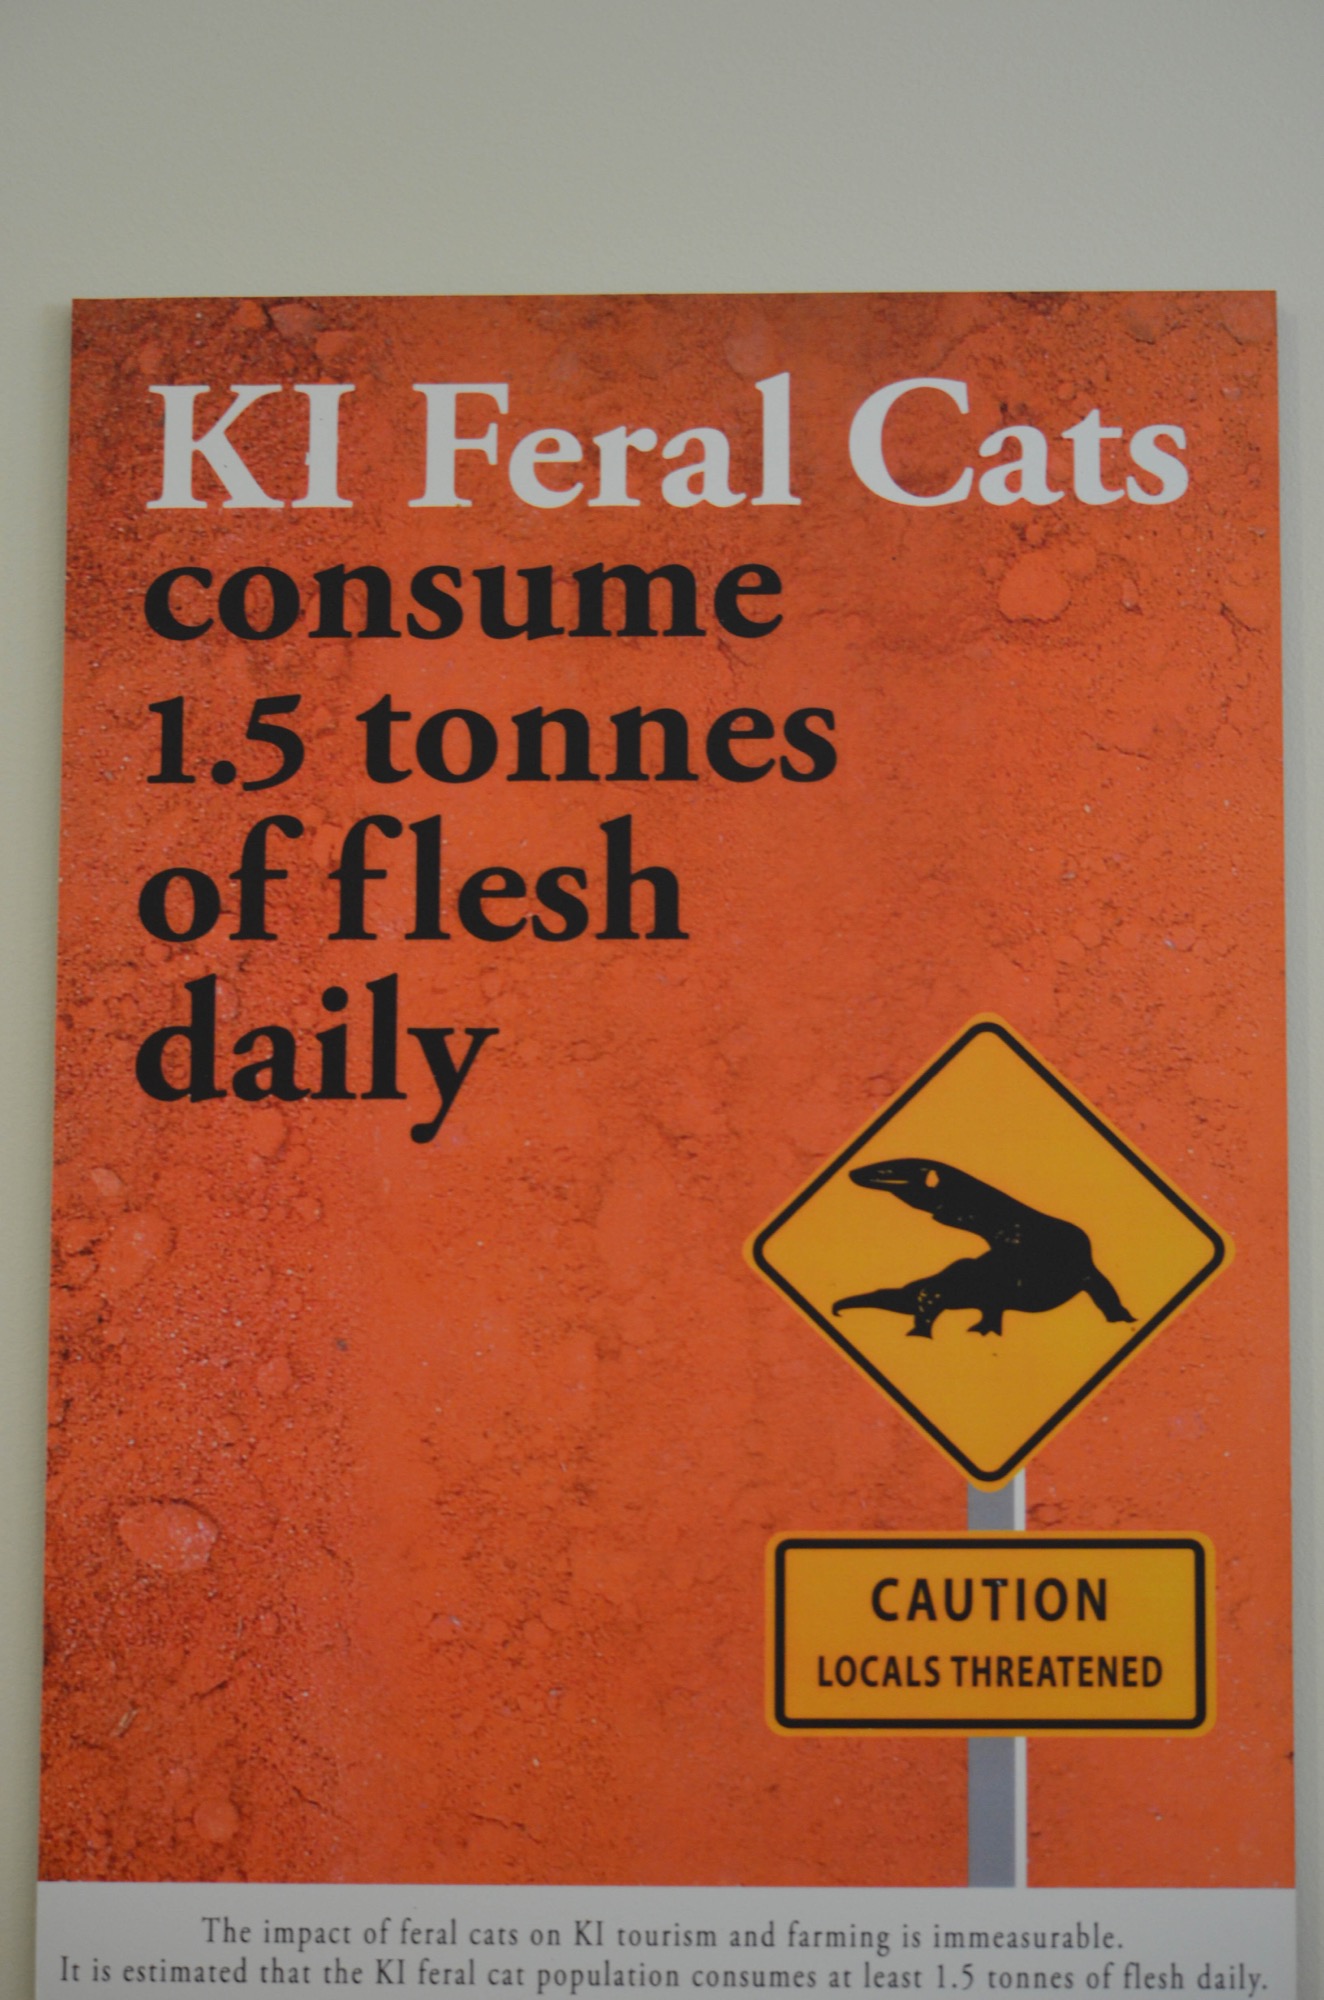 KI Feral Cats
consume
1.5 tonnes
of flesh
daily
CAUTION
LOCALS THREATENED
The impact of feral cats on KI tourism and farming is immeasurable.
It is estimated that the KI feral cat population consumes at least 1.5 tonnes of flesh daily.